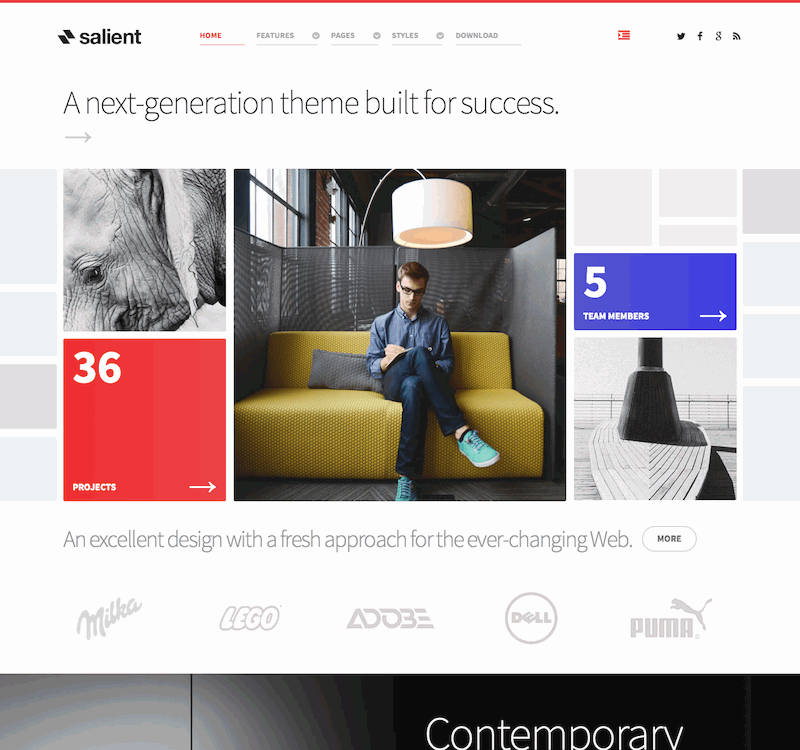 salient
HOME FEATURES PAGES STYLES DOWNLOAD
A next-generation theme built for success.
36
PROJECTS
5
TEAM MEMBERS
An excellent design with a fresh approach for the ever-changing Web. MORE
Milka LEGO ADOBE DELL PUMA
Contemporary